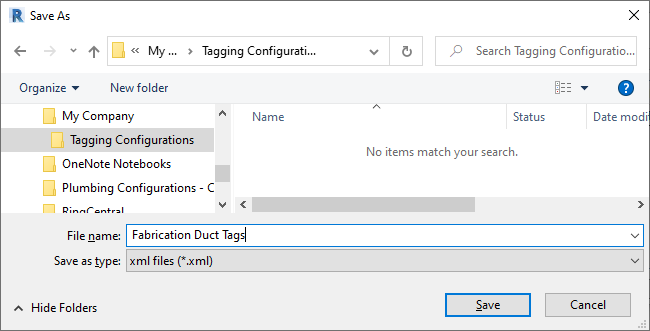 Save As
My ... Tagging Configurati... Search Tagging Configuratio...
Organize New folder
My Company
Tagging Configurations
OneNote Notebooks
Plumbing Configurations - C
RingCentral
Name Status Date modif
No items match your search.
File name: Fabrication Duct Tags
Save as type: xml files (*.xml)
Hide Folders Save Cancel